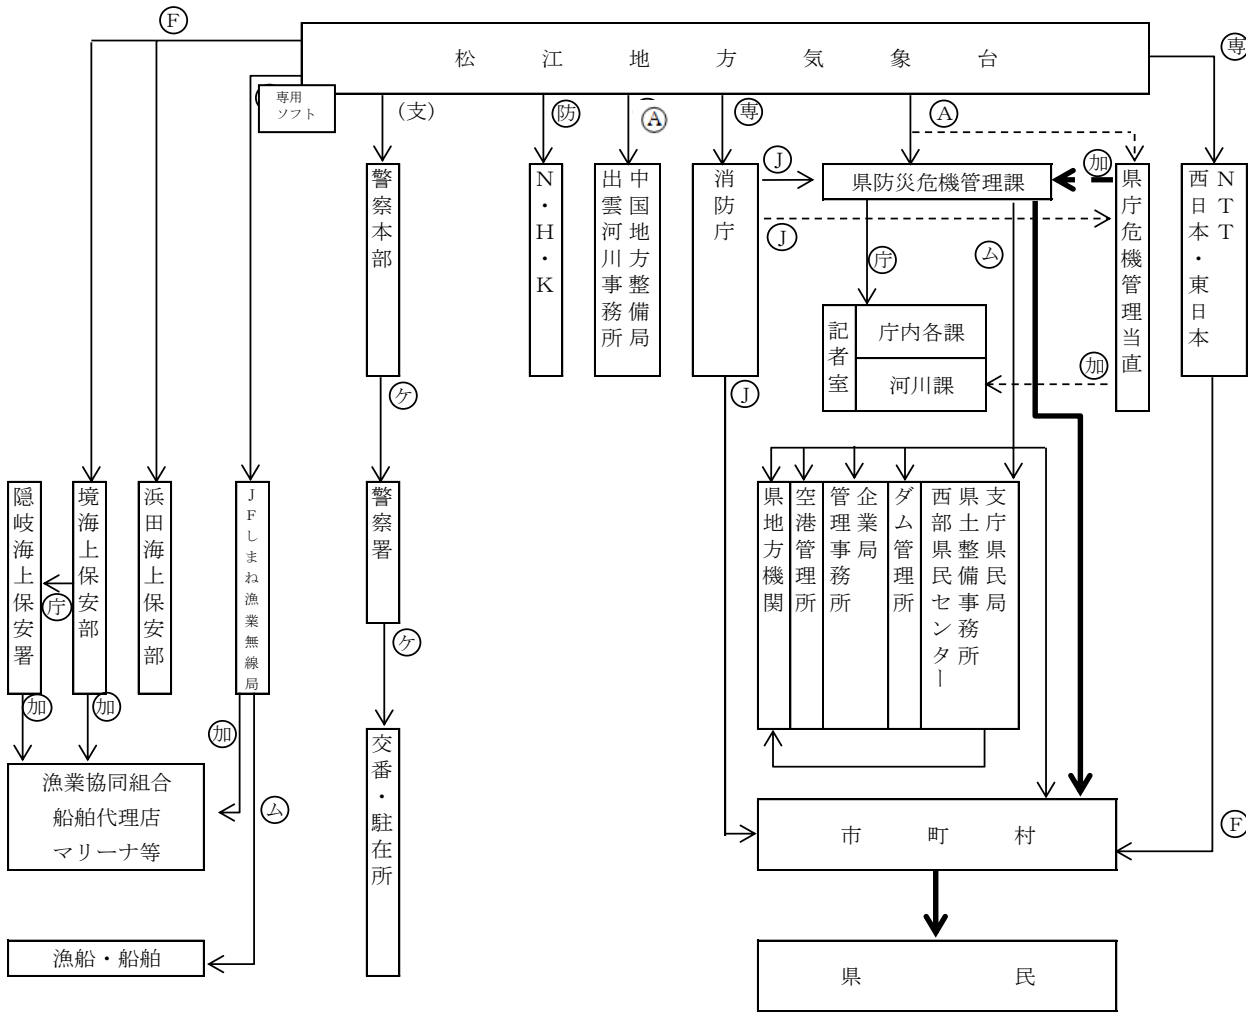 Ⓕ
松江地方気象台
㊝
専用
ソフト
(支)
防
Ⓐ
専
Ⓐ
専
警察本部
N・H・K
中国地方整備局
出雲河川事務所
消防庁
Ⓙ
県防災危機管理課
加
県庁危機管理当直
NTT
西日本・東日本
Ⓙ
庁
ム
記者室
庁内各課
河川課
加
ケ
Ⓙ
隠岐海上保安署
境海上保安部
浜田海上保安部
JFしまね漁業無線局
警察署
県地方機関
空港管理所
企業局
管理事務所
ダム管理所
支庁県民局
県土整備事務所
西部県民センター
庁
ケ
加
加
加
ム
交番・駐在所
漁業協同組合
船舶代理店
マリーナ等
市町村
Ⓕ
漁船・船舶
県民